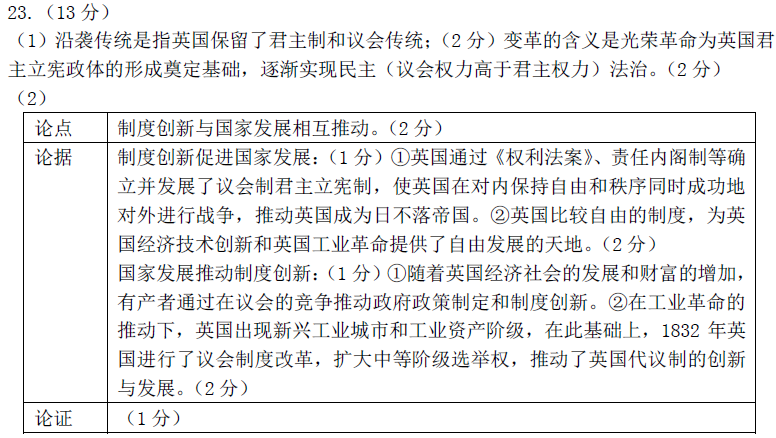 23.（13 分）
（1）沿袭传统是指英国保留了君主制和议会传统；（2 分）变革的含义是光荣革命为英国君
主立宪政体的形成奠定基础，逐渐实现民主（议会权力高于君主权力）法治。（2 分）
（2）
论点 制度创新与国家发展相互推动。（2 分）
论据 制度创新促进国家发展：（1 分）①英国通过《权利法案》、责任内阁制等确
立并发展了议会制君主立宪制，使英国在对内保持自由和秩序同时成功地
对外进行战争，推动英国成为日不落帝国。②英国比较自由的制度，为英
国经济技术创新和英国工业革命提供了自由发展的天地。（2 分）
国家发展推动制度创新：（1 分）①随着英国经济社会的发展和财富的增加，
有产者通过在议会的竞争推动政府政策制定和制度创新。②在工业革命的
推动下，英国出现新兴工业城市和工业资产阶级，在此基础上，1832 年英
国进行了议会制度改革，扩大中等阶级选举权，推动了英国代议制的创新
与发展。（2 分）
论证 （1 分）